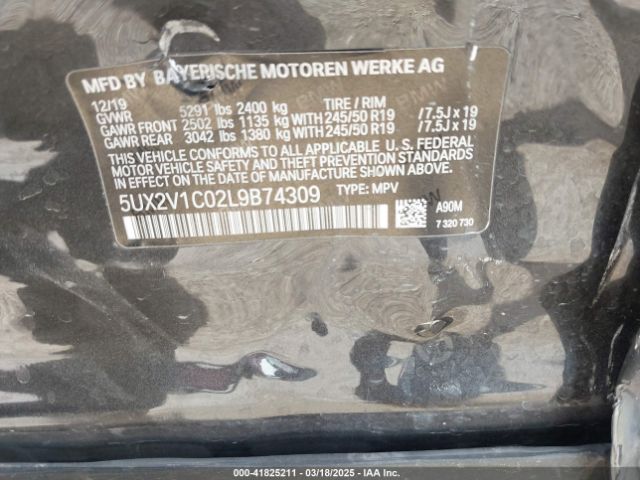 MFD BY BAYERISCHE MOTOREN WERKE AG
12/19 5291 lbs 2400 kg TIRE / RIM
GVWR
GAWR FRONT 2502 lbs 1135 kg WITH 245/50 R19 / 7.5J x 19
GAWR REAR 3042 lbs 1380 kg WITH 245/50 R19 / 7.5J x 19
THIS VEHICLE CONFORMS TO ALL APPLICABLE U. S. FEDERAL
MOTOR VEHICLE SAFETY, BUMPER, AND THEFT PREVENTION
STANDARDS IN EFFECT ON THE DATE OF MANUFACTURE SHOWN ABOVE.
5UX2V1C02L9B74309 TYPE: MPV
A90M
7 320 730
000-41825211 - 03/18/2025 - IAA Inc.